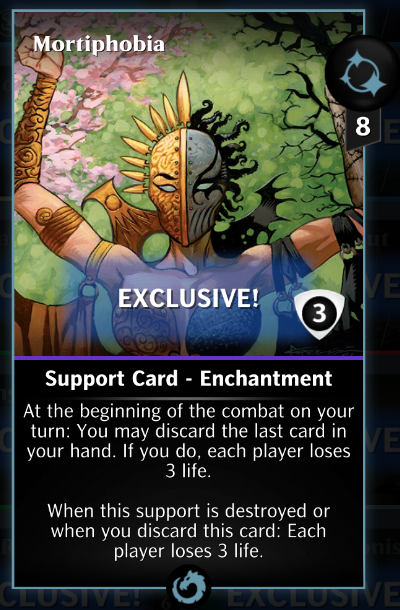 Mortiphobia
8
EXCLUSIVE!
3
Support Card - Enchantment
At the beginning of the combat on your
turn: You may discard the last card in
your hand. If you do, each player loses
3 life.
When this support is destroyed or
when you discard this card: Each
player loses 3 life.